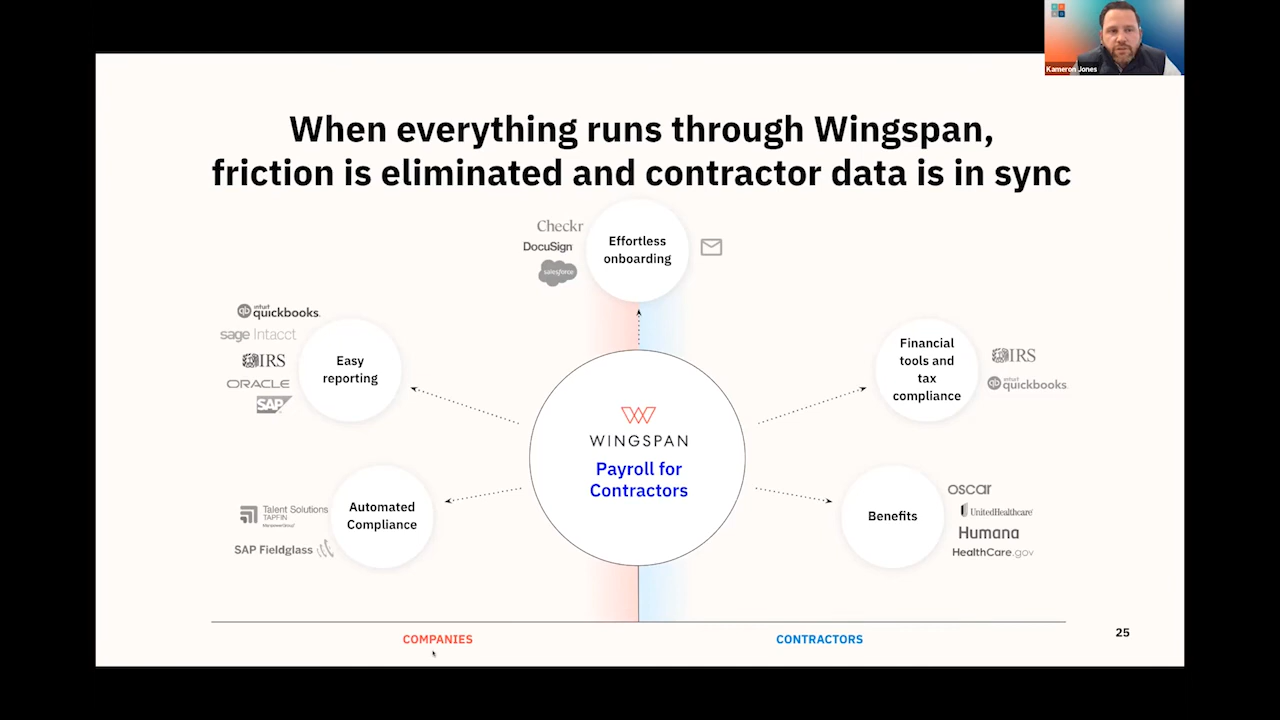 Kameron Jones
When everything runs through Wingspan,
friction is eliminated and contractor data is in sync
Checkr
DocuSign
salesforce
Effortless
onboarding
intuit
quickbooks.
sage Intacct
IRS
ORACLE
SAP
Easy
reporting
Financial
tools and
tax
compliance
IRS
intuit
quickbooks
WINGSPAN
Payroll for
Contractors
Talent Solutions
TAPFIN
ManpowerGroup
SAP Fieldglass
Automated
Compliance
Benefits
oscar
UnitedHealthcare
Humana
HealthCare.gov
COMPANIES
CONTRACTORS
25